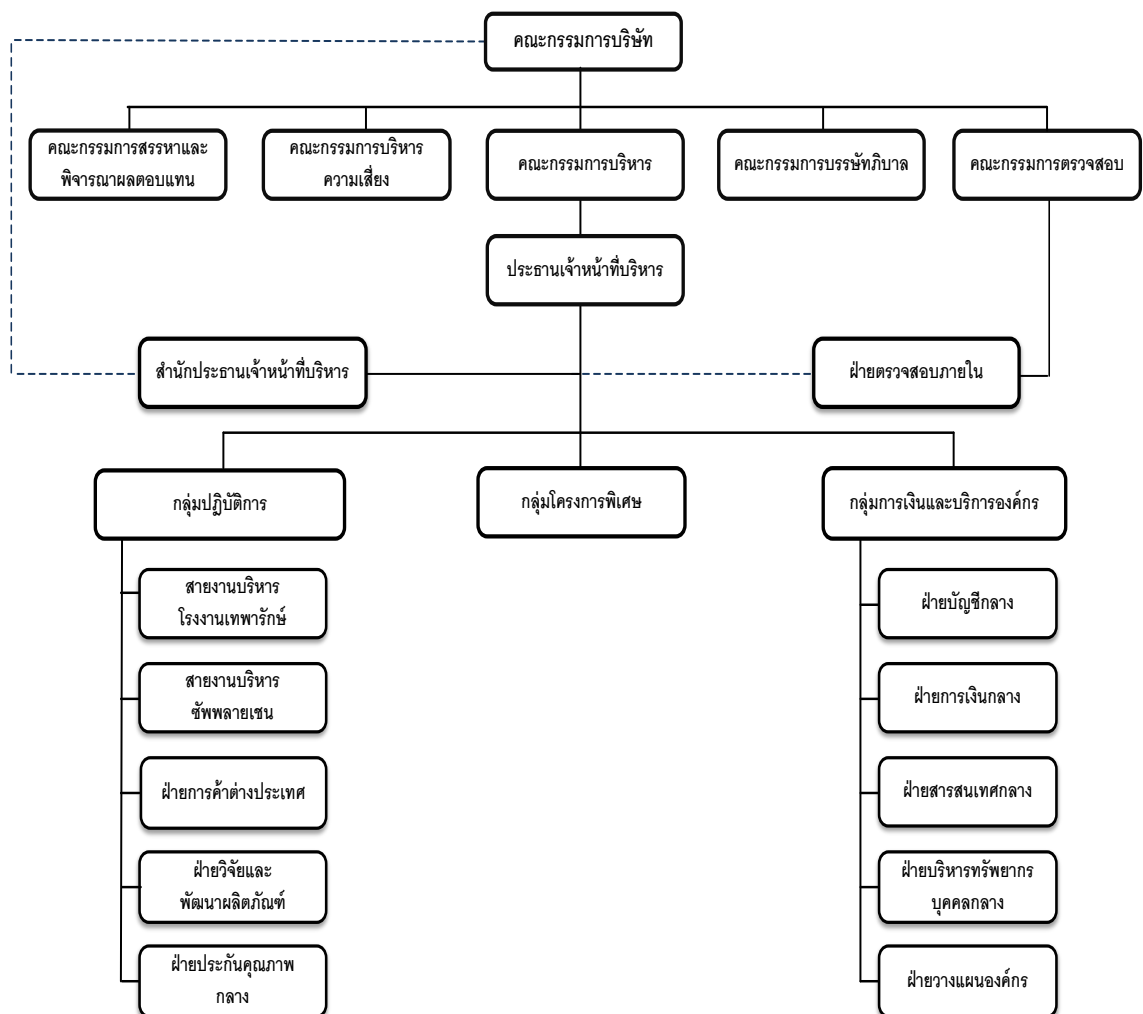 คณะกรรมการบริษัท
คณะกรรมการสรรหาและ
พิจารณาผลตอบแทน
คณะกรรมการบริหาร
ความเสี่ยง
คณะกรรมการบริหาร
คณะกรรมการบรรษัทภิบาล
คณะกรรมการตรวจสอบ
ประธานเจ้าหน้าที่บริหาร
สำนักประธานเจ้าหน้าที่บริหาร
ฝ่ายตรวจสอบภายใน
กลุ่มปฎิบัติการ
กลุ่มโครงการพิเศษ
กลุ่มการเงินและบริการองค์กร
สายงานบริหาร
โรงงานเทพารักษ์
สายงานบริหาร
ซัพพลายเชน
ฝ่ายการค้าต่างประเทศ
ฝ่ายวิจัยและ
พัฒนาผลิตภัณฑ์
ฝ่ายประกันคุณภาพ
กลาง
ฝ่ายบัญชีกลาง
ฝ่ายการเงินกลาง
ฝ่ายสารสนเทศกลาง
ฝ่ายบริหารทรัพยากร
บุคคลกลาง
ฝ่ายวางแผนองค์กร